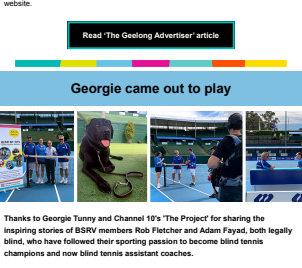 website.
Read 'The Geelong Advertiser' article
Georgie came out to play
Thanks to Georgie Tunny and Channel 10's 'The Project' for sharing the
inspiring stories of BSRV members Rob Fletcher and Adam Fayad, both legally
blind, who have followed their sporting passion to become blind tennis
champions and now blind tennis assistant coaches.